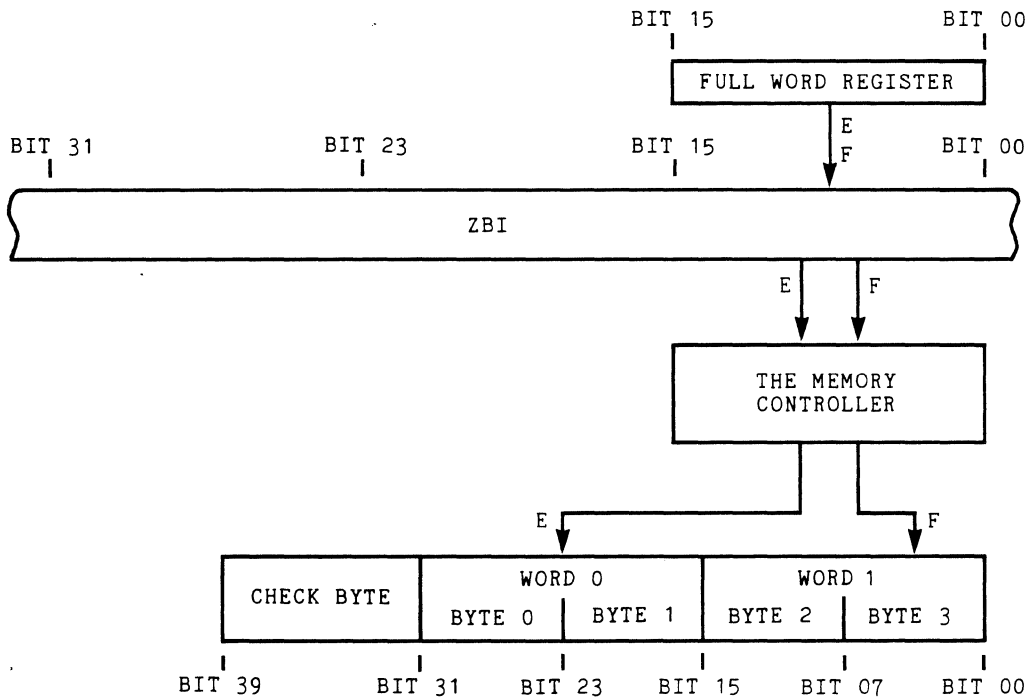 BIT 15 BIT 00
FULL WORD REGISTER
E
F
BIT 31 BIT 23 BIT 15 BIT 00
ZBI
E F
THE MEMORY
CONTROLLER
E F
CHECK BYTE
WORD 0 WORD 1
BYTE 0 BYTE 1 BYTE 2 BYTE 3
BIT 39 BIT 31 BIT 23 BIT 15 BIT 07 BIT 00